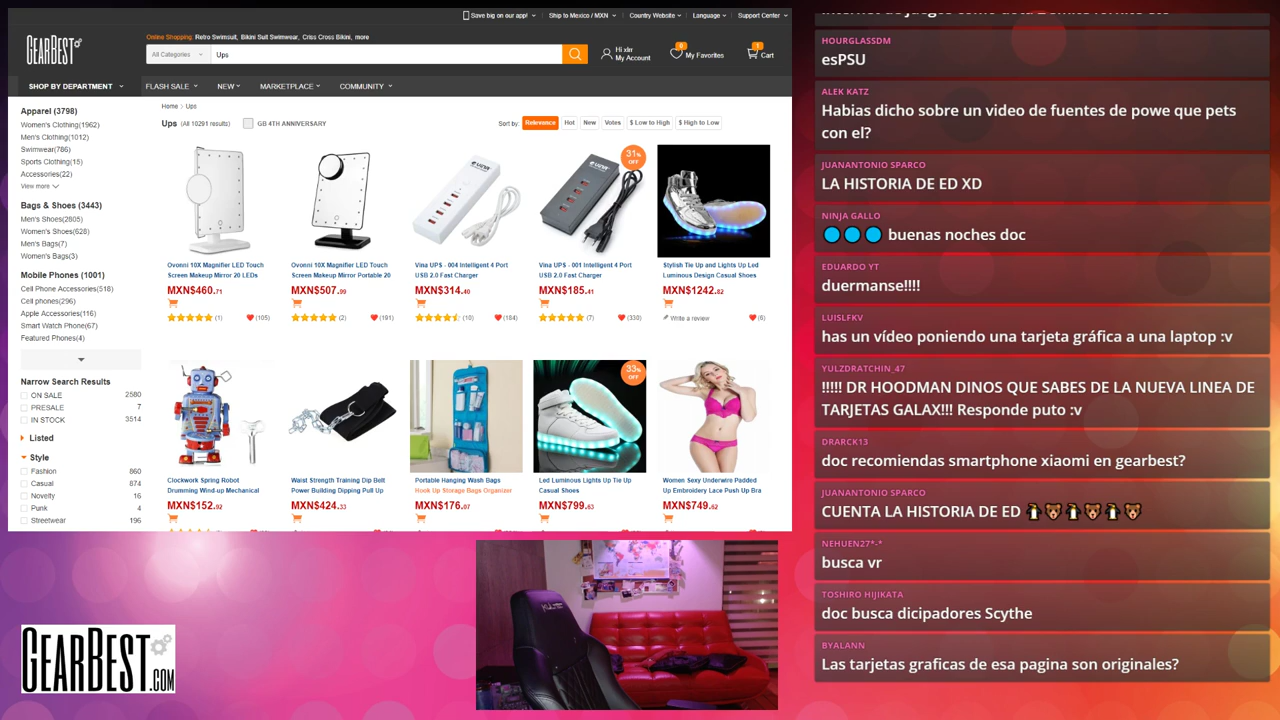 Save big on our app!
Ship to Mexico / MXN
Country Website
Language
Support Center
GEARBEST
Online Shopping: Retro Swimsuit, Bikini Suit Swimwear, Criss Cross Bikini, more
All Categories
Ups
Hi xlrr
My Account
0
My Favorites
1
Cart
SHOP BY DEPARTMENT
FLASH SALE
NEW
MARKETPLACE
COMMUNITY
Apparel (3798)
Women's Clothing(1962)
Men's Clothing(1012)
Swimwear(786)
Sports Clothing(15)
Accessories(22)
View more
Bags & Shoes (3443)
Men's Shoes(2805)
Women's Shoes(628)
Men's Bags(7)
Women's Bags(3)
Mobile Phones (1001)
Cell Phone Accessories(518)
Cell phones(296)
Apple Accessories(116)
Smart Watch Phone(67)
Featured Phones(4)
Narrow Search Results
ON SALE 2580
PRESALE 7
IN STOCK 3514
Listed
Style
Fashion 860
Casual 874
Novelty 16
Punk 4
Streetwear 196
Home > Ups
Ups (All 10291 results)
GB 4TH ANNIVERSARY
Sort by: Relevance Hot New Votes $ Low to High $ High to Low
Ovonni 10X Magnifier LED Touch
Screen Makeup Mirror 20 LEDs
MXN$460.71
(1)
(105)
Ovonni 10X Magnifier LED Touch
Screen Makeup Mirror Portable 20
MXN$507.99
(2)
(191)
Vina UPS - 004 Intelligent 4 Port
USB 2.0 Fast Charger
MXN$314.40
(10)
(184)
31%
OFF
Vina UPS - 001 Intelligent 4 Port
USB 2.0 Fast Charger
MXN$185.41
(7)
(330)
Stylish Tie Up and Lights Up Led
Luminous Design Casual Shoes
MXN$1242.82
Write a review
(6)
Clockwork Spring Robot
Drumming Wind-up Mechanical
MXN$152.92
Waist Strength Training Dip Belt
Power Building Dipping Pull Up
MXN$424.33
Portable Hanging Wash Bags
Hook Up Storage Bags Organizer
MXN$176.07
33%
OFF
Led Luminous Lights Up Tie Up
Casual Shoes
MXN$799.63
Women Sexy Underwire Padded
Up Embroidery Lace Push Up Bra
MXN$749.62
GEARBEST.COM
HOURGLASSDM
esPSU
ALEK KATZ
Habias dicho sobre un video de fuentes de powe que pets
con el?
JUANANTONIO SPARCO
LA HISTORIA DE ED XD
NINJA GALLO
buenas noches doc
EDUARDO YT
duermanse!!!!
LUISLFKV
has un vídeo poniendo una tarjeta gráfica a una laptop :v
YULZDRATCHIN_47
!!!!! DR HOODMAN DINOS QUE SABES DE LA NUEVA LINEA DE
TARJETAS GALAX!!! Responde puto :v
DRARCK13
doc recomiendas smartphone xiaomi en gearbest?
JUANANTONIO SPARCO
CUENTA LA HISTORIA DE ED
NEHUEN27*-*
busca vr
TOSHIRO HIJIKATA
doc busca dicipadores Scythe
BYALANN
Las tarjetas graficas de esa pagina son originales?